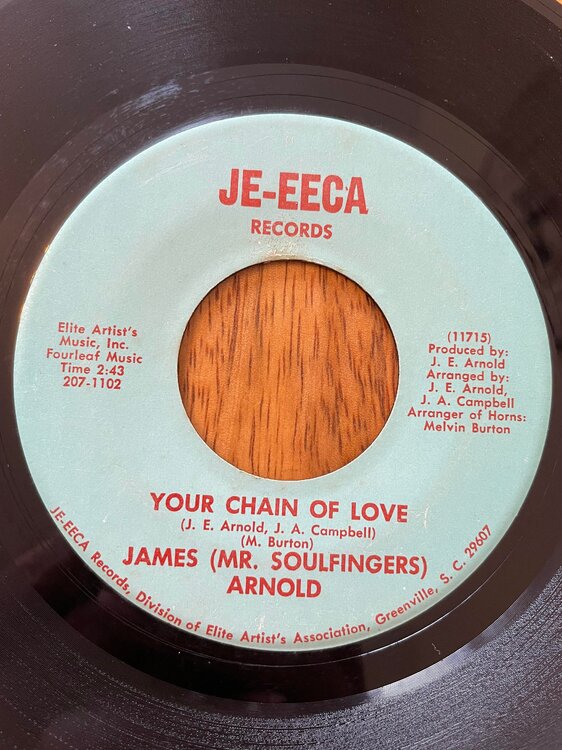 JE-EECA
RECORDS
Elite Artist's
Music, Inc.
Fourleaf Music
Time 2:43
207-1102
(11715)
Produced by:
J. E. Arnold
Arranged by:
J. E. Arnold,
J. A. Campbell
Arranger of Horns:
Melvin Burton
YOUR CHAIN OF LOVE
(J. E. Arnold, J. A. Campbell)
(M. Burton)
JAMES (MR. SOULFINGERS)
ARNOLD
JE-EECA Records, Division of Elite Artist's Association, Greenville, S. C. 29607